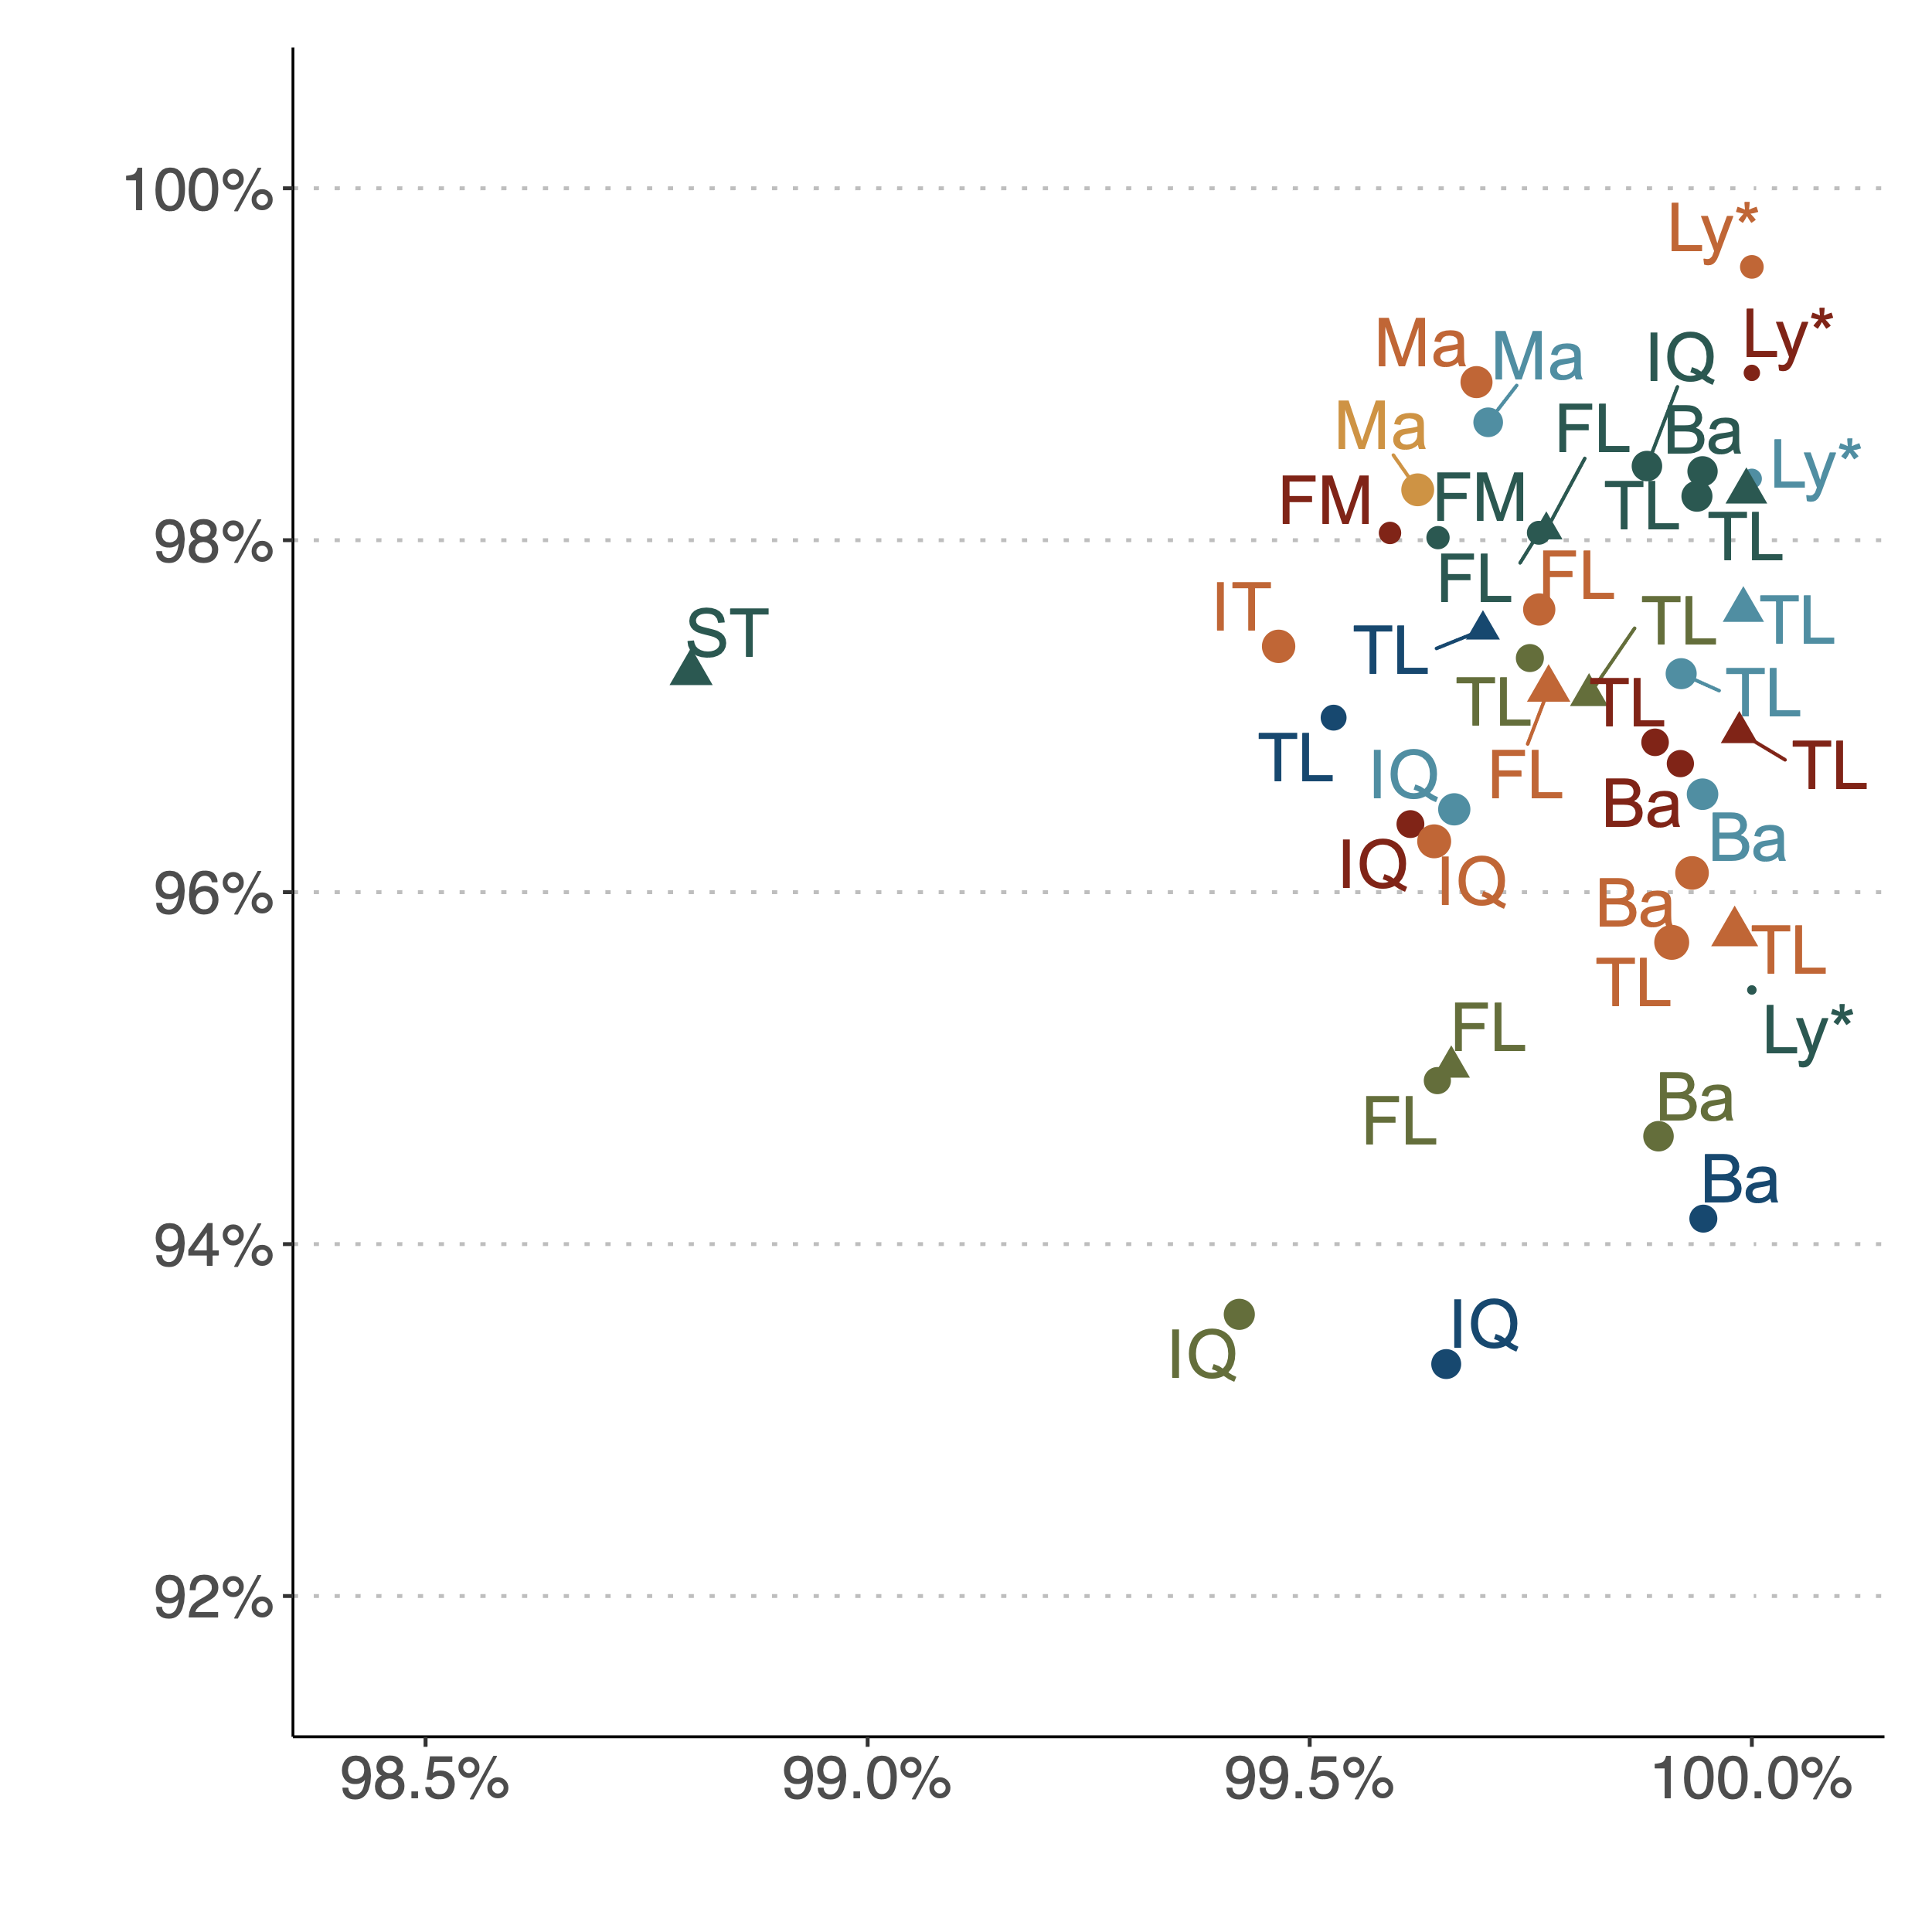 100%
Ly*
Ly*
Ma
Ma
IQ
Ma
FL
Ba
Ly*
FM
FM
TL
TL
98%
FL
FL
IT
ST
TL
TL
TL
TL
TL
TL
TL
TL
IQ
FL
Ba
Ba
IQ
IQ
96%
Ba
TL
TL
FL
Ly*
FL
Ba
Ba
94%
IQ
IQ
92%
98.5% 99.0% 99.5% 100.0%